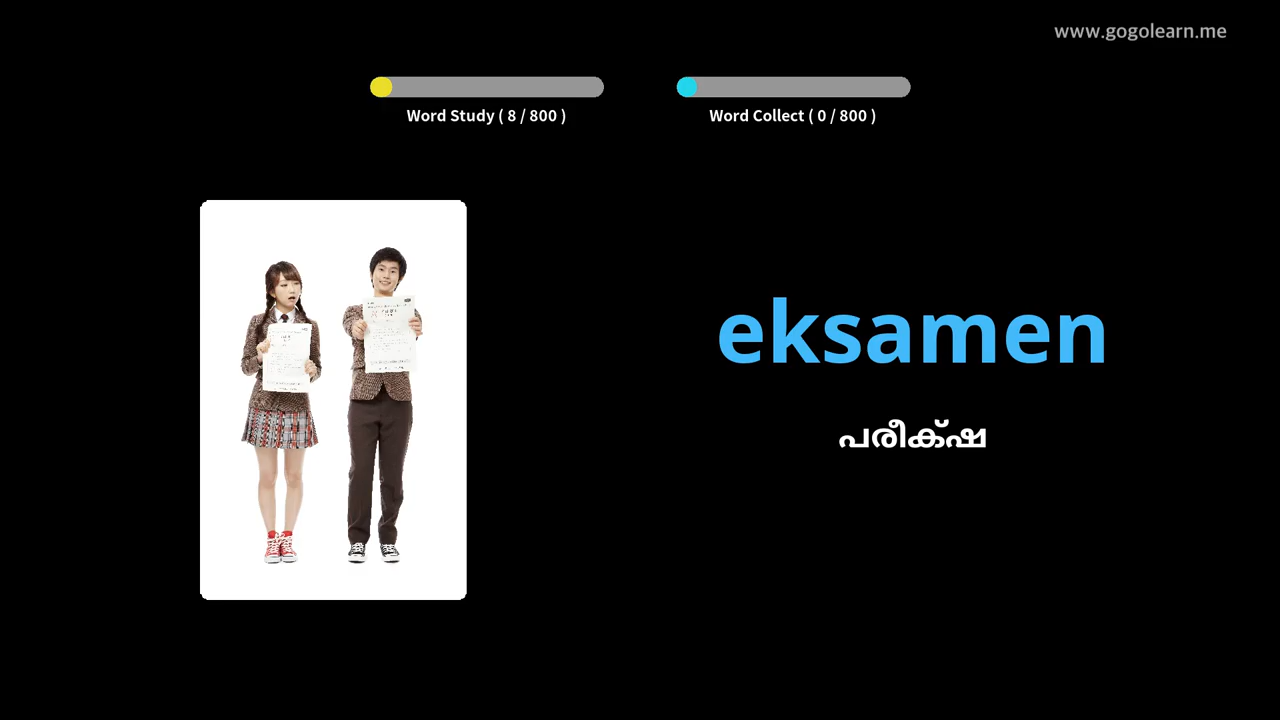 www.gogolearn.me
Word Study ( 8 / 800 )
Word Collect ( 0 / 800 )
eksamen
പരീക്ഷ